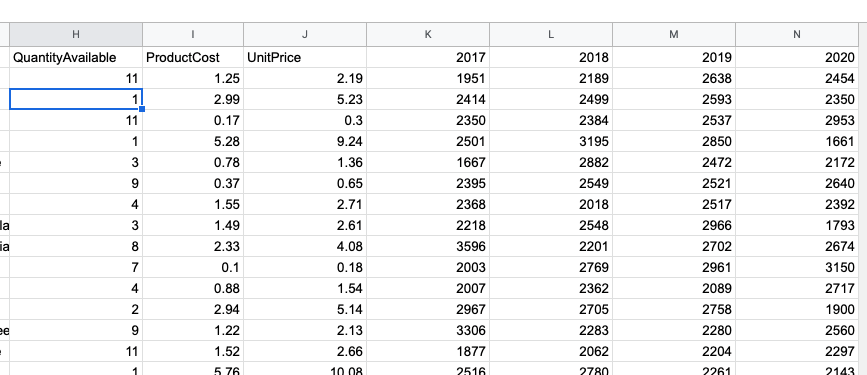 H I J K L M N
QuantityAvailable ProductCost UnitPrice 2017 2018 2019 2020
11 1.25 2.19 1951 2189 2638 2454
1 2.99 5.23 2414 2499 2593 2350
11 0.17 0.3 2350 2384 2537 2953
1 5.28 9.24 2501 3195 2850 1661
e 3 0.78 1.36 1667 2882 2472 2172
9 0.37 0.65 2395 2549 2521 2640
4 1.55 2.71 2368 2018 2517 2392
la 3 1.49 2.61 2218 2548 2966 1793
ia 8 2.33 4.08 3596 2201 2702 2674
7 0.1 0.18 2003 2769 2961 3150
4 0.88 1.54 2007 2362 2089 2717
2 2.94 5.14 2967 2705 2758 1900
ee 9 1.22 2.13 3306 2283 2280 2560
11 1.52 2.66 1877 2062 2204 2297
1 5.76 10.08 2516 2780 2261 2143